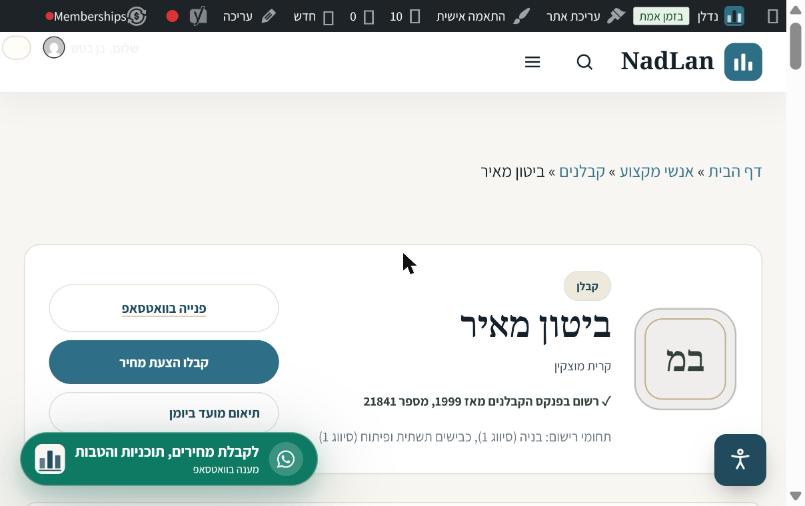 נדלן בזמן אמת עריכת אתר התאמה אישית 10 0 חדש עריכה Memberships
שלום, בן בטש
NadLan
דף הבית » אנשי מקצוע » קבלנים » ביטון מאיר
קבלן
ביטון מאיר
קרית מוצקין
✓ רשום בפנקס הקבלנים מאז 1999, מספר 21841
תחומי רישום: בניה (סיווג 1), כבישים תשתית ופיתוח (סיווג 1)
במ
פנייה בוואטסאפ
קבלו הצעת מחיר
תיאום מועד ביומן
לקבלת מחירים, תוכניות והטבות
מענה בוואטסאפ